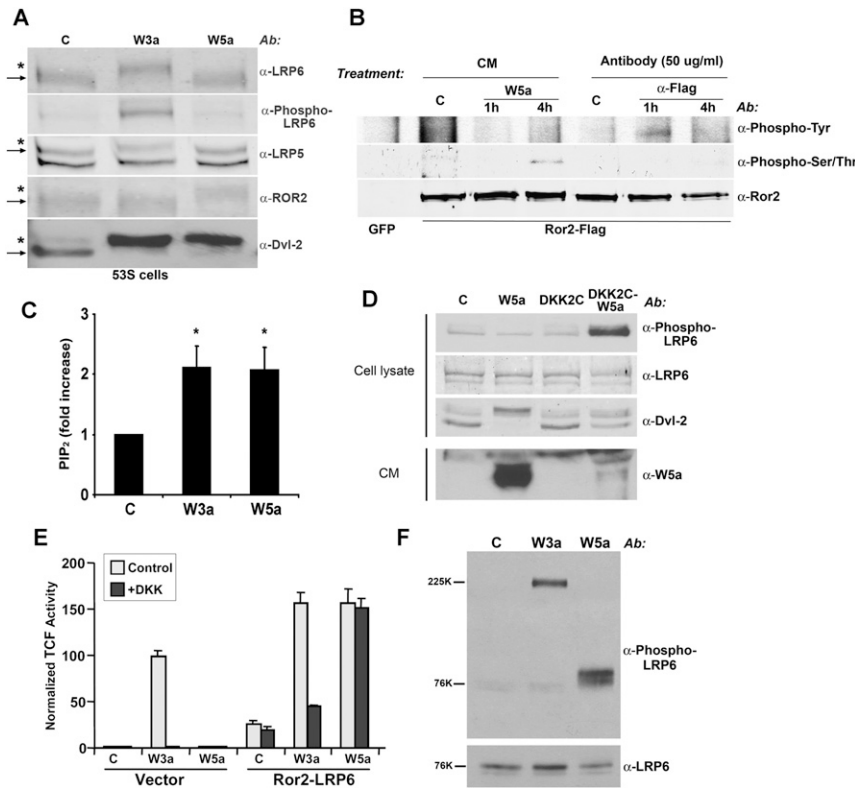 A
C W3a W5a Ab:
*
α-LRP6
α-Phospho-
LRP6
*
α-LRP5
*
α-ROR2
*
α-Dvl-2
53S cells
B
Treatment: CM Antibody (50 ug/ml)
C W5a C α-Flag
1h 4h 1h 4h Ab:
α-Phospho-Tyr
α-Phospho-Ser/Thr
α-Ror2
GFP Ror2-Flag
C
PIP2 (fold increase)
3
2
1
0
* *
C W3a W5a
D
C W5a DKK2C DKK2C-
W5a Ab:
Cell lysate
α-Phospho-
LRP6
α-LRP6
α-Dvl-2
CM
α-W5a
E
Normalized TCF Activity
200
150
100
50
0
Control
+DKK
C W3a W5a C W3a W5a
Vector Ror2-LRP6
F
C W3a W5a Ab:
225K
α-Phospho-
LRP6
76K
76K α-LRP6